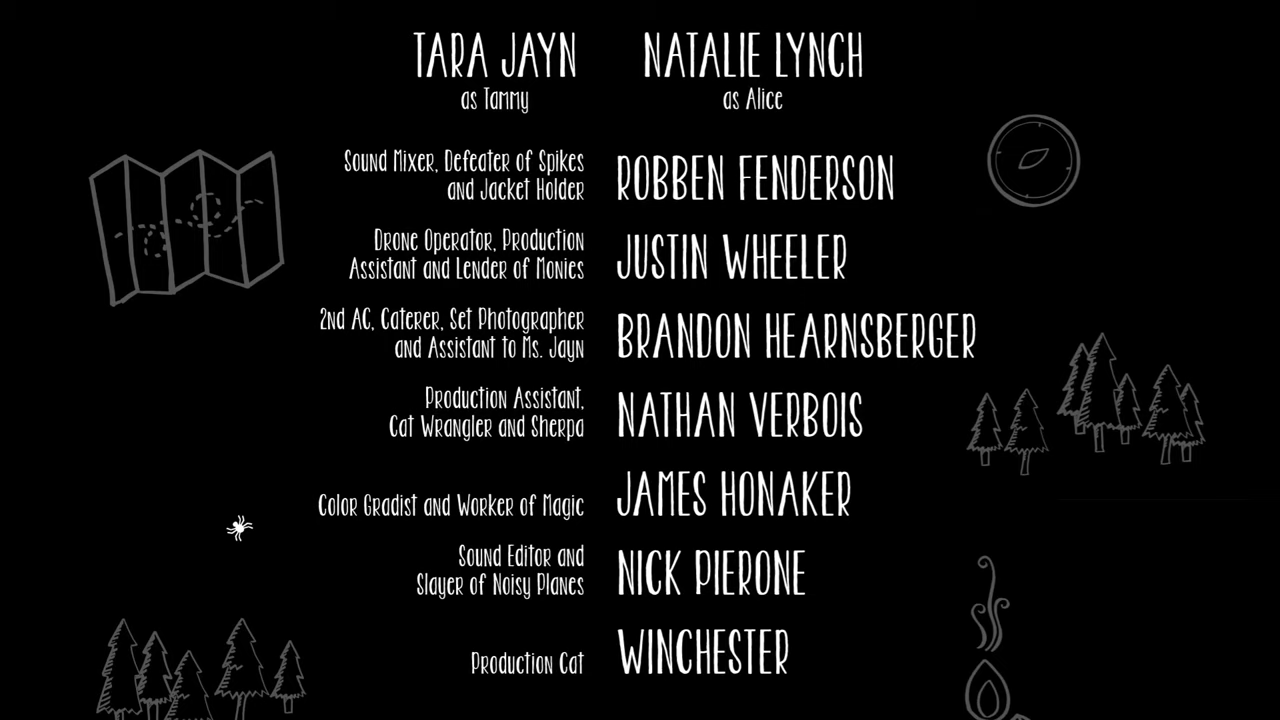 TARA JAYN NATALIE LYNCH
as Tammy as Alice
Sound Mixer, Defeater of Spikes
and Jacket Holder
ROBBEN FENDERSON
Drone Operator, Production
Assistant and Lender of Monies
JUSTIN WHEELER
2nd AC, Caterer, Set Photographer
and Assistant to Ms. Jayn
BRANDON HEARNSBERGER
Production Assistant,
Cat Wrangler and Sherpa
NATHAN VERBOIS
Color Gradist and Worker of Magic
JAMES HONAKER
Sound Editor and
Slayer of Noisy Planes
NICK PIERONE
Production Cat
WINCHESTER